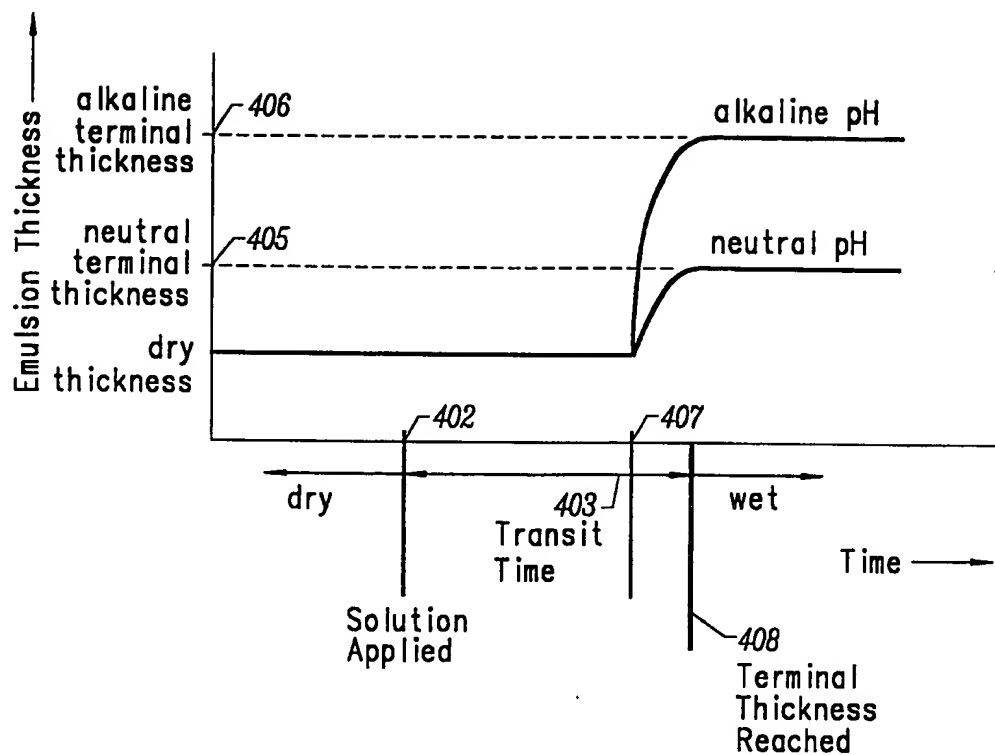 Emulsion Thickness
alkaline
terminal
thickness
406
alkaline pH
neutral
terminal
thickness
405
neutral pH
dry
thickness
402
407
dry
403
wet
Transit
Time
Time
Solution
Applied
408
Terminal
Thickness
Reached